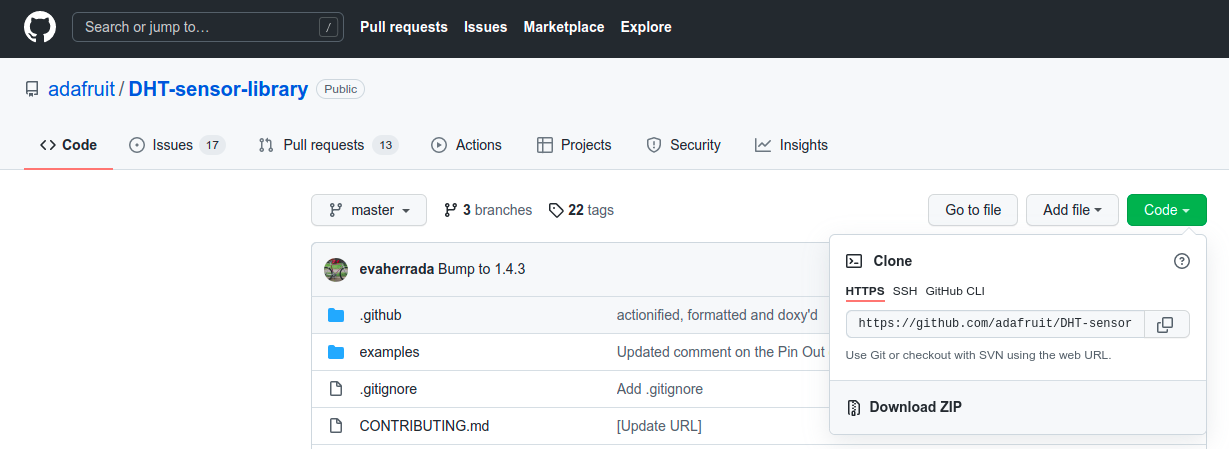 Search or jump to… /
Pull requests Issues Marketplace Explore
adafruit / DHT-sensor-library Public
Code Issues 17 Pull requests 13 Actions Projects Security Insights
master 3 branches 22 tags Go to file Add file Code
evaherrada Bump to 1.4.3
.github actionified, formatted and doxy'd
examples Updated comment on the Pin Out
.gitignore Add .gitignore
CONTRIBUTING.md [Update URL]
Clone
HTTPS SSH GitHub CLI
https://github.com/adafruit/DHT-sensor
Use Git or checkout with SVN using the web URL.
Download ZIP